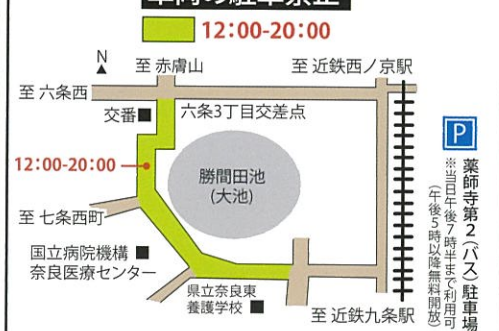 12:00-20:00
N
至 赤膚山
至 近鉄西ノ京駅
至 六条西
交番
六条3丁目交差点
12:00-20:00
勝間田池
(大池)
至 七条西町
国立病院機構
奈良医療センター
県立奈良東
養護学校
至 近鉄九条駅
P
薬師寺第2(バス)駐車場
※当日午後7時半まで利用可
(午後5時以降無料開放)